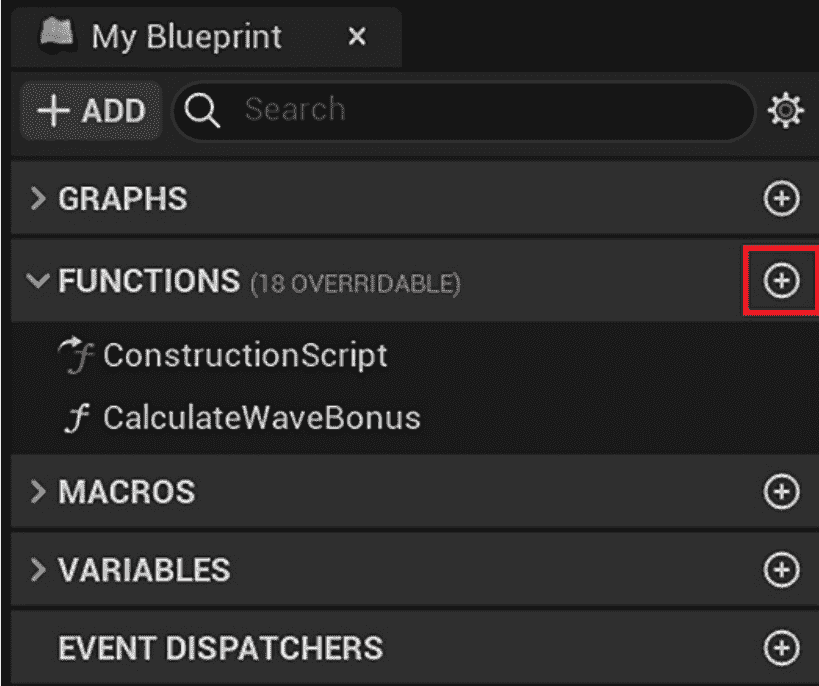 My Blueprint
ADD Search
GRAPHS
FUNCTIONS (18 OVERRIDABLE)
ConstructionScript
CalculateWaveBonus
MACROS
VARIABLES
EVENT DISPATCHERS